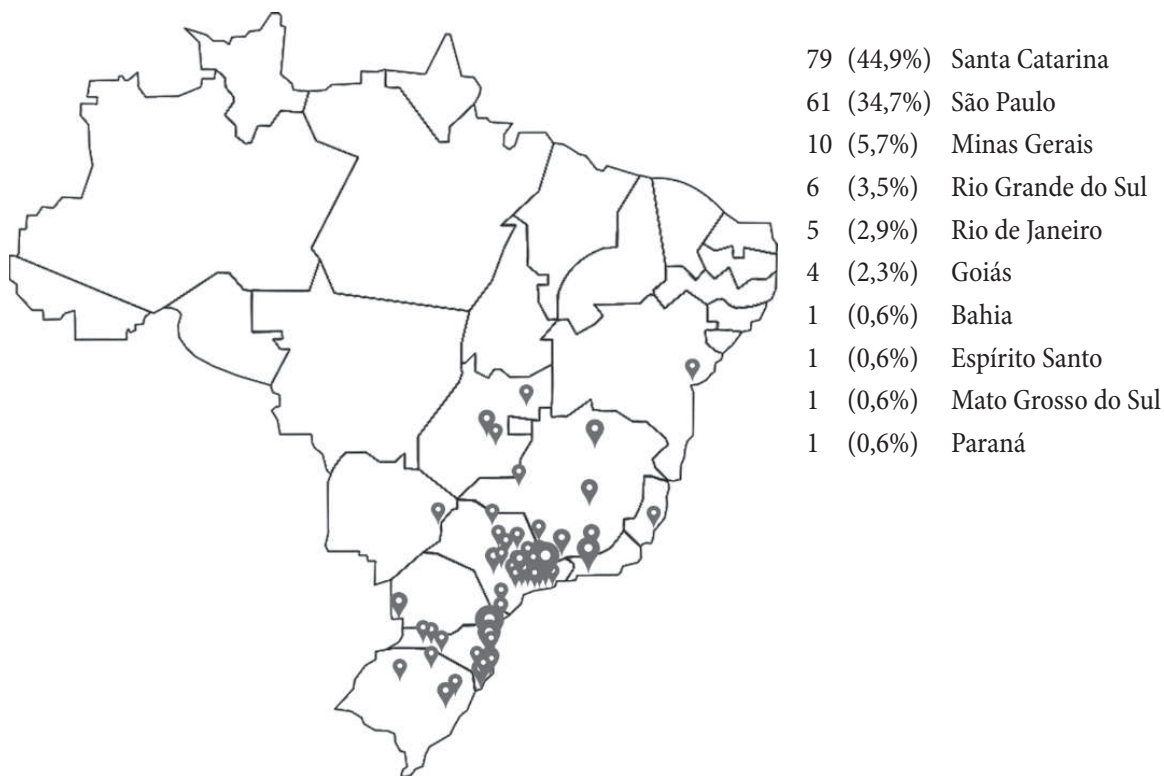 79 (44,9%) Santa Catarina
61 (34,7%) São Paulo
10 (5,7%) Minas Gerais
6 (3,5%) Rio Grande do Sul
5 (2,9%) Rio de Janeiro
4 (2,3%) Goiás
1 (0,6%) Bahia
1 (0,6%) Espírito Santo
1 (0,6%) Mato Grosso do Sul
1 (0,6%) Paraná